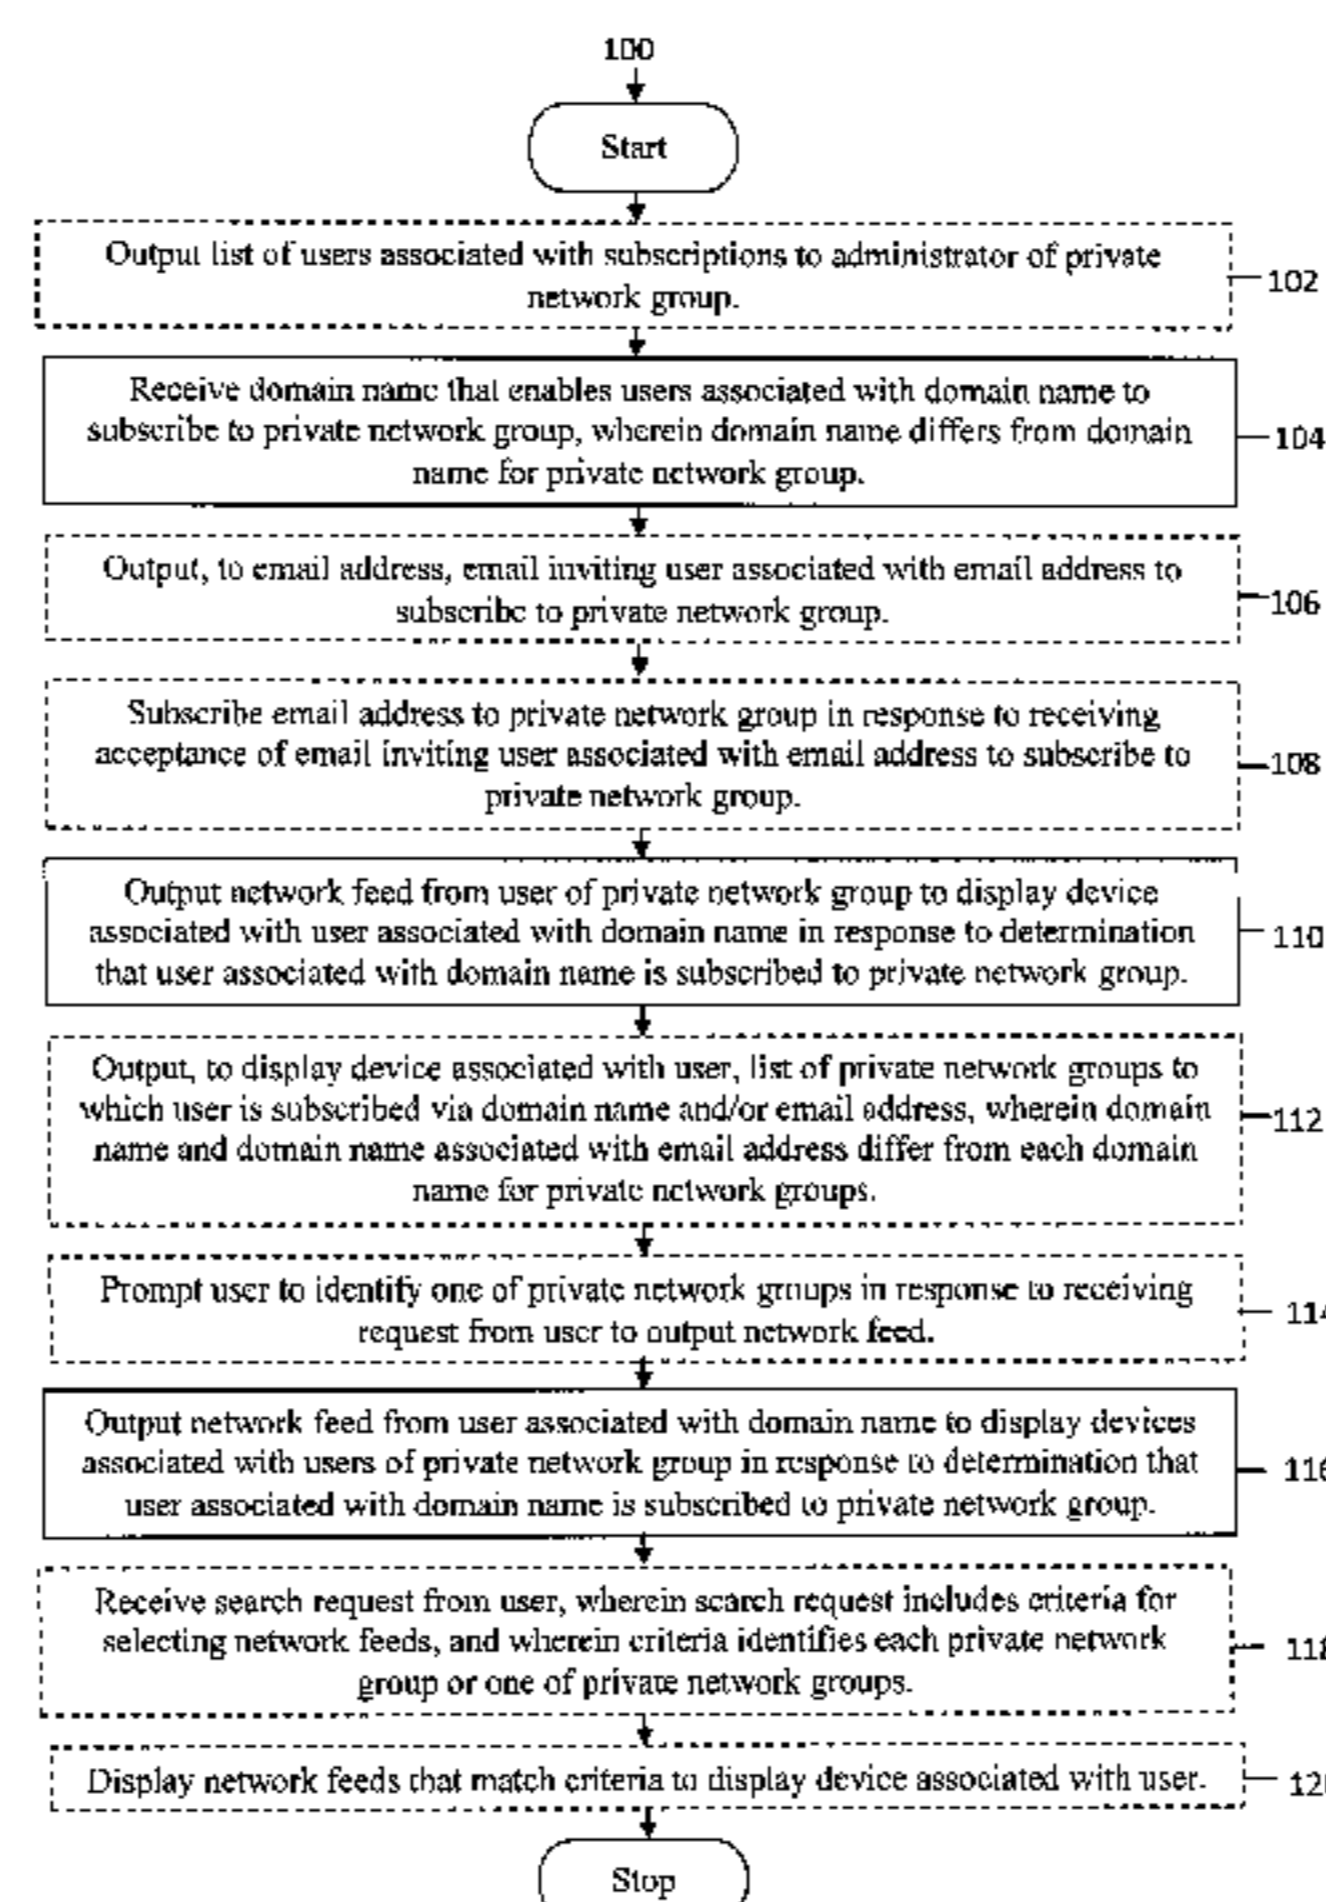 100
Start
Output list of users associated with subscriptions to administrator of private
network group.
102
Receive domain name that enables users associated with domain name to
subscribe to private network group, wherein domain name differs from domain
name for private network group.
104
Output, to email address, email inviting user associated with email address to
subscribe to private network group.
106
Subscribe email address to private network group in response to receiving
acceptance of email inviting user associated with email address to subscribe to
private network group.
108
Output network feed from user of private network group to display device
associated with user associated with domain name in response to determination
that user associated with domain name is subscribed to private network group.
110
Output, to display device associated with user, list of private network groups to
which user is subscribed via domain name and/or email address, wherein domain
name and domain name associated with email address differ from each domain
name for private network groups.
112
Prompt user to identify one of private network groups in response to receiving
request from user to output network feed.
114
Output network feed from user associated with domain name to display devices
associated with users of private network group in response to determination that
user associated with domain name is subscribed to private network group.
116
Receive search request from user, wherein search request includes criteria for
selecting network feeds, and wherein criteria identifies each private network
group or one of private network groups.
118
Display network feeds that match criteria to display device associated with user.
Stop